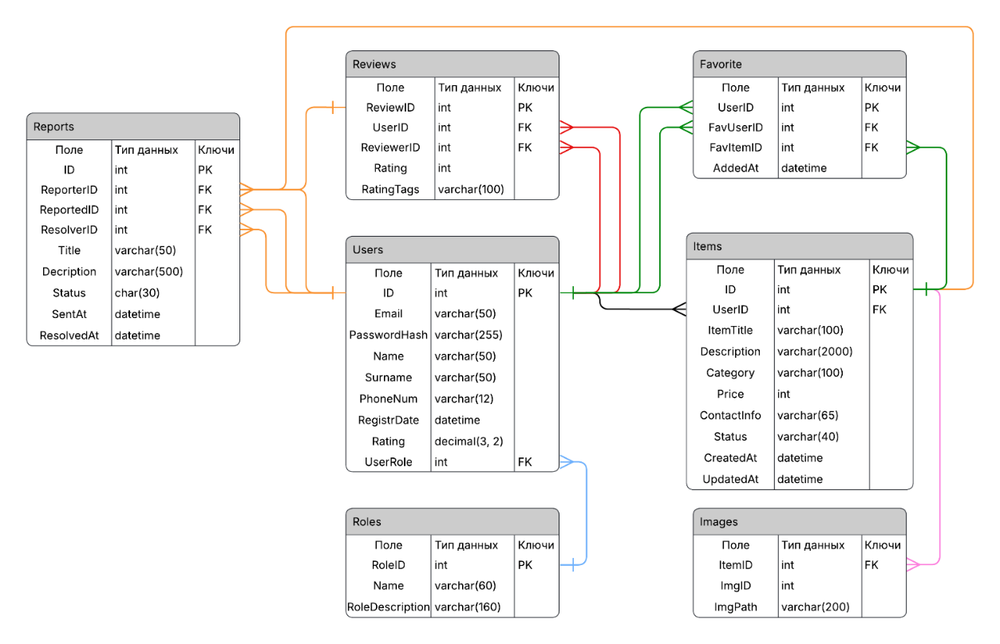 Reports
Поле Тип данных Ключи
ID int PK
ReporterID int FK
ReportedID int FK
ResolverID int FK
Title varchar(50)
Decription varchar(500)
Status char(30)
SentAt datetime
ResolvedAt datetime
Reviews
Поле Тип данных Ключи
ReviewID int PK
UserID int FK
ReviewerID int FK
Rating int
RatingTags varchar(100)
Users
Поле Тип данных Ключи
ID int PK
Email varchar(50)
PasswordHash varchar(255)
Name varchar(50)
Surname varchar(50)
PhoneNum varchar(12)
RegistrDate datetime
Rating decimal(3, 2)
UserRole int FK
Roles
Поле Тип данных Ключи
RoleID int PK
Name varchar(60)
RoleDescription varchar(160)
Favorite
Поле Тип данных Ключи
UserID int PK
FavUserID int FK
FavItemID int FK
AddedAt datetime
Items
Поле Тип данных Ключи
ID int PK
UserID int FK
ItemTitle varchar(100)
Description varchar(2000)
Category varchar(100)
Price int
ContactInfo varchar(65)
Status varchar(40)
CreatedAt datetime
UpdatedAt datetime
Images
Поле Тип данных Ключи
ItemID int FK
ImgID int
ImgPath varchar(200)